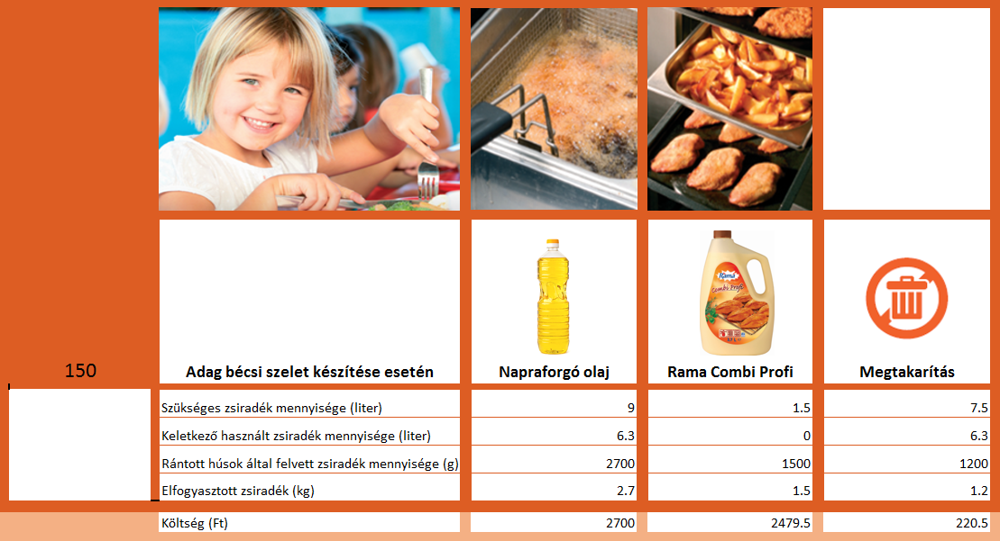 Rama
Combi Profi
150
Adag bécsi szelet készítése esetén
Napraforgó olaj
Rama Combi Profi
Megtakarítás
Szükséges zsiradék mennyisége (liter)
9
1.5
7.5
Keletkező használt zsiradék mennyisége (liter)
6.3
0
6.3
Rántott húsok által felvett zsiradék mennyisége (g)
2700
1500
1200
Elfogyasztott zsiradék (kg)
2.7
1.5
1.2
Költség (Ft)
2700
2479.5
220.5